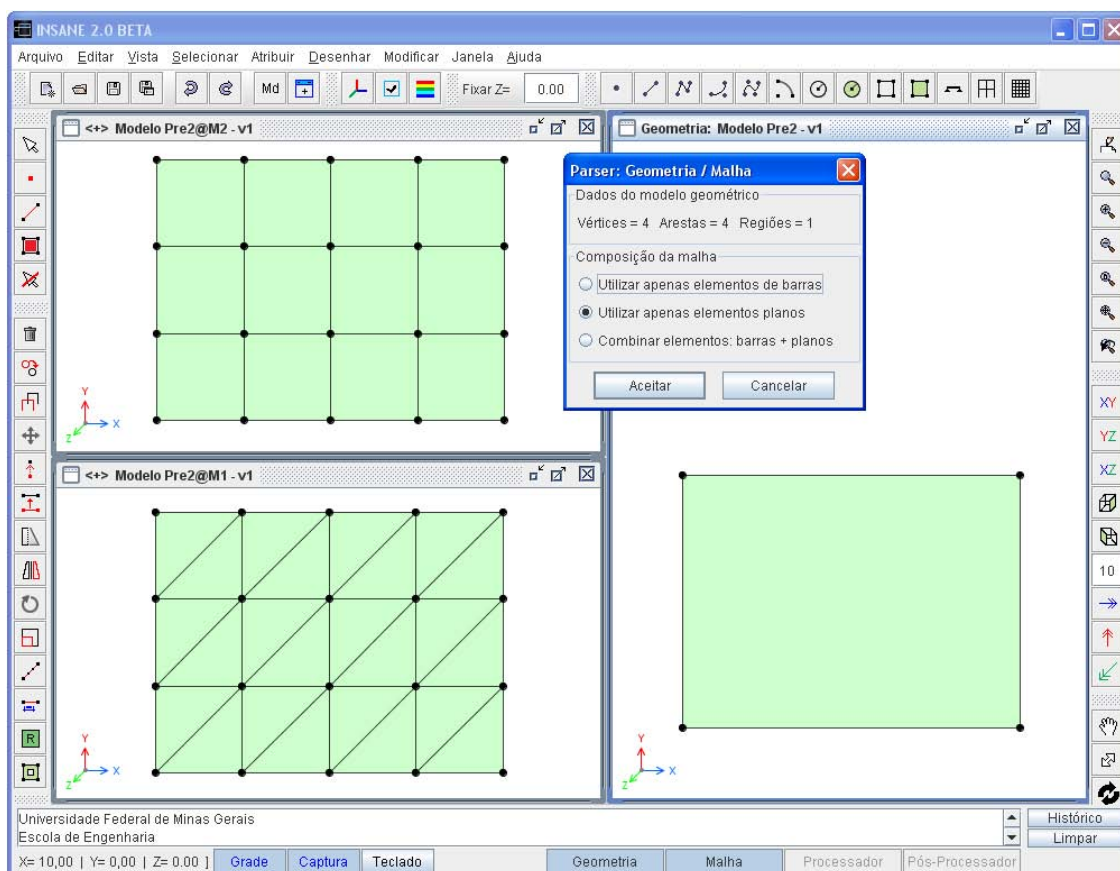 INSANE 2.0 BETA
Arquivo Editar Vista Selecionar Atribuir Desenhar Modificar Janela Ajuda
Md Fixar Z= 0.00
<+> Modelo Pre2@M2 - v1
Geometria: Modelo Pre2 - v1
Parser: Geometria / Malha
Dados do modelo geométrico
Vértices = 4 Arestas = 4 Regiões = 1
Composição da malha
Utilizar apenas elementos de barras
Utilizar apenas elementos planos
Combinar elementos: barras + planos
Aceitar Cancelar
Y
X
Z
<+> Modelo Pre2@M1 - v1
Y
X
Z
Y
X
Z
XY
YZ
XZ
10
R
Universidade Federal de Minas Gerais
Escola de Engenharia
Histórico
Limpar
X= 10,00 | Y= 0,00 | Z= 0.00 ] Grade Captura Teclado Geometria Malha Processador Pós-Processador